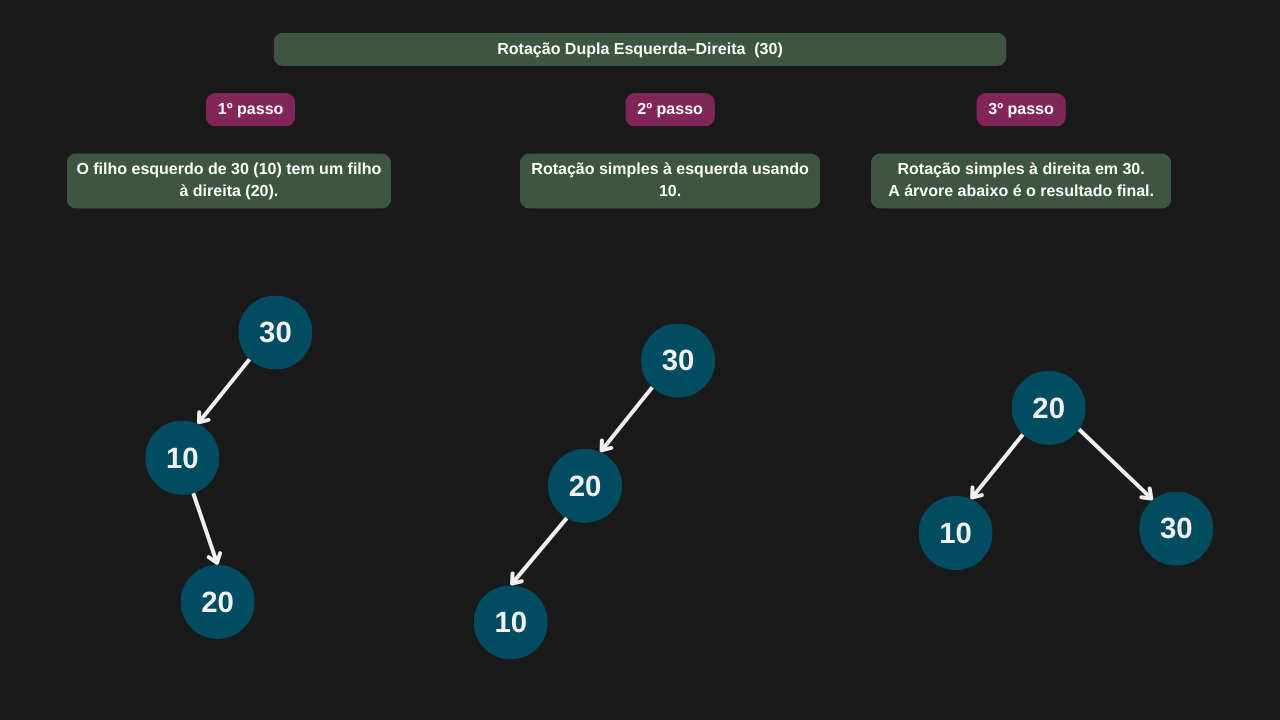 Rotação Dupla Esquerda–Direita  (30)
1º passo
2º passo
3º passo
O filho esquerdo de 30 (10) tem um filho
à direita (20).
Rotação simples à esquerda usando
10.
Rotação simples à direita em 30.
A árvore abaixo é o resultado final.
30
10
20
30
20
10
20
10
30